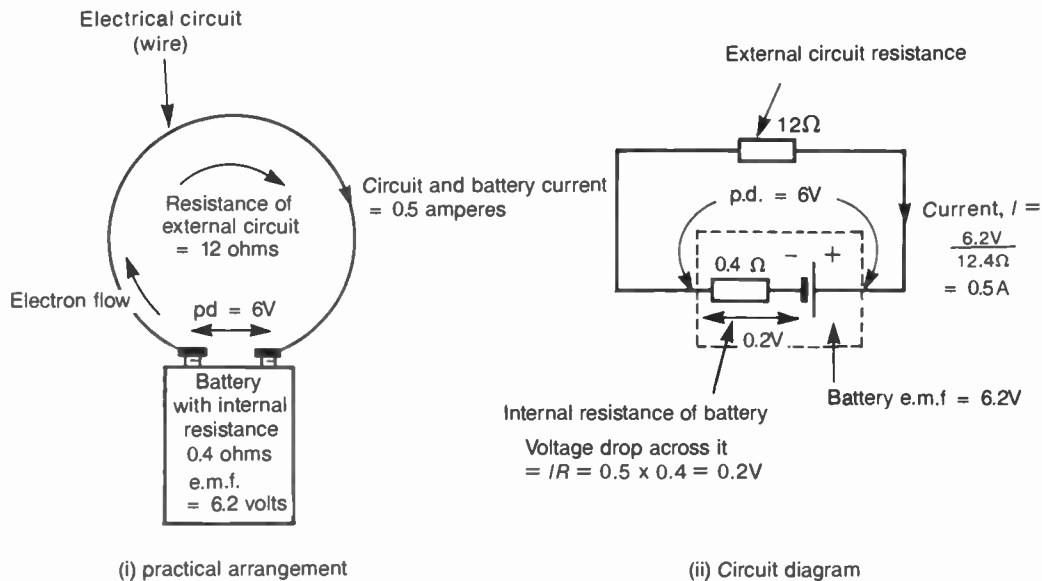 Electrical circuit
(wire)
Resistance of
external circuit
= 12 ohms
Circuit and battery current
= 0.5 amperes
Electron flow
pd = 6V
Battery
with internal
resistance
0.4 ohms
e.m.f.
= 6.2 volts
(i) practical arrangement
External circuit resistance
12Ω
p.d. = 6V
Current, I =
6.2V
12.4Ω
= 0.5A
0.4 Ω
- +
0.2V
Internal resistance of battery
Battery e.m.f = 6.2V
Voltage drop across it
= IR = 0.5 x 0.4 = 0.2V
(ii) Circuit diagram